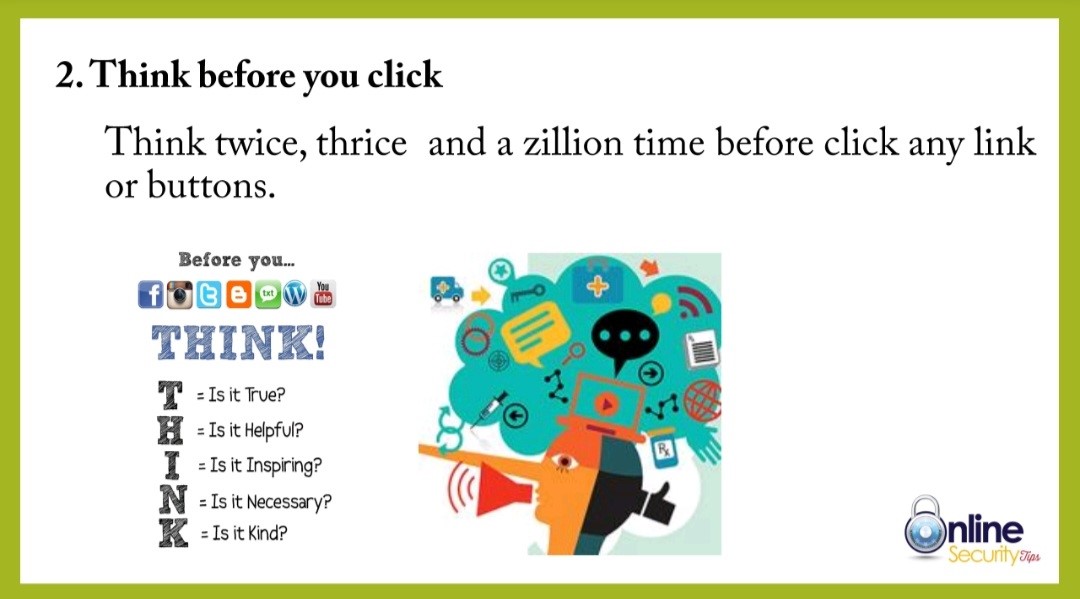 2. Think before you click
Think twice, thrice and a zillion time before click any link
or buttons.
Before you...
f
txt
You
Tube
THINK!
T = Is it True?
H = Is it Helpful?
I = Is it Inspiring?
N = Is it Necessary?
K = Is it Kind?
Rx
Online
Security Tips